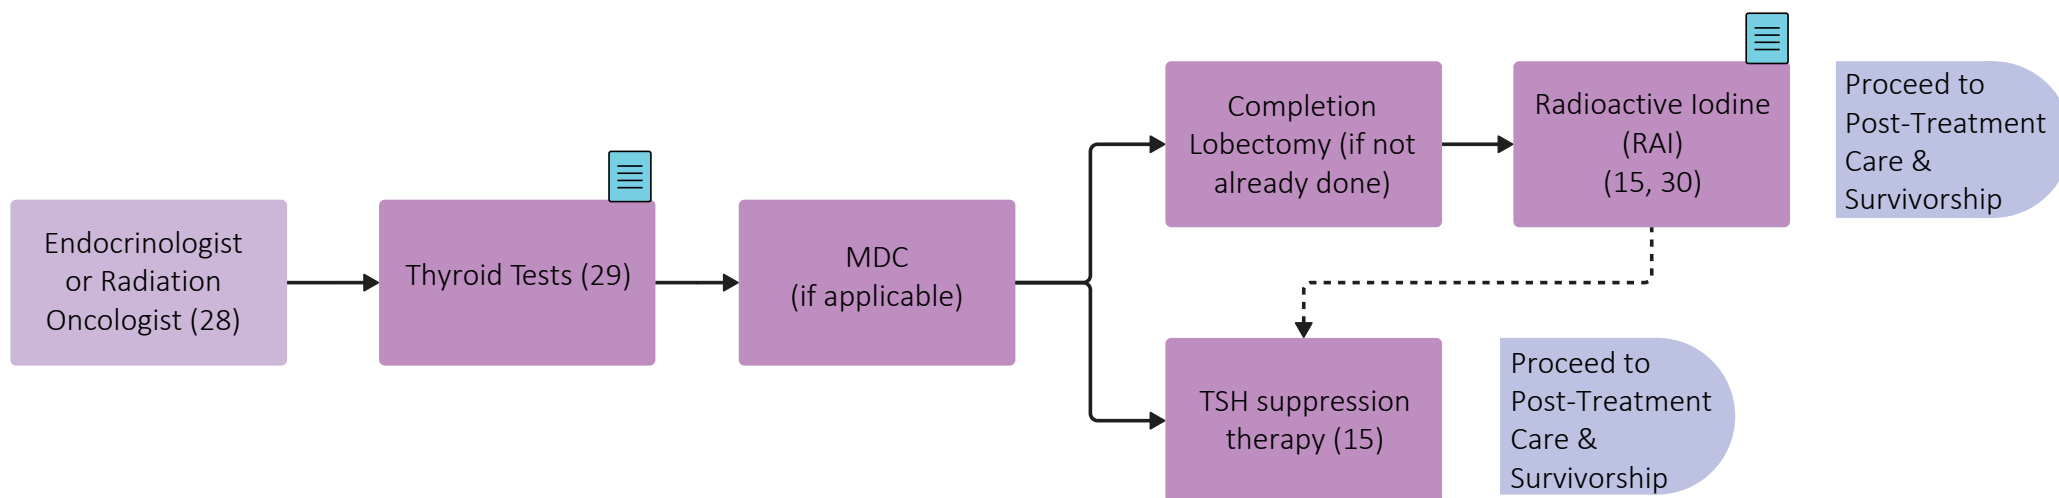 Endocrinologist
or Radiation
Oncologist (28)
Thyroid Tests (29)
MDC
(if applicable)
Completion
Lobectomy (if not
already done)
Radioactive Iodine
(RAI)
(15, 30)
Proceed to
Post-Treatment
Care &
Survivorship
TSH suppression
therapy (15)
Proceed to
Post-Treatment
Care &
Survivorship